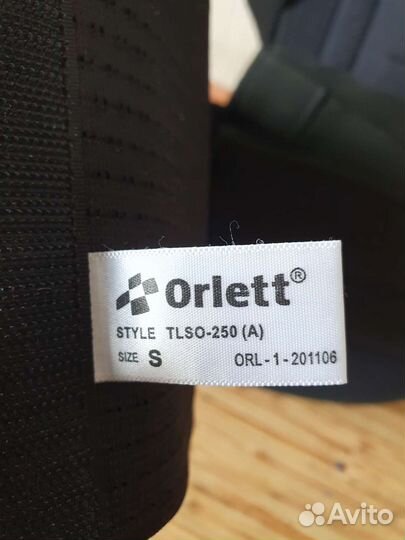 Orlett®
STYLE TLSO-250 (A)
SIZE S ORL-1-201106
Avito